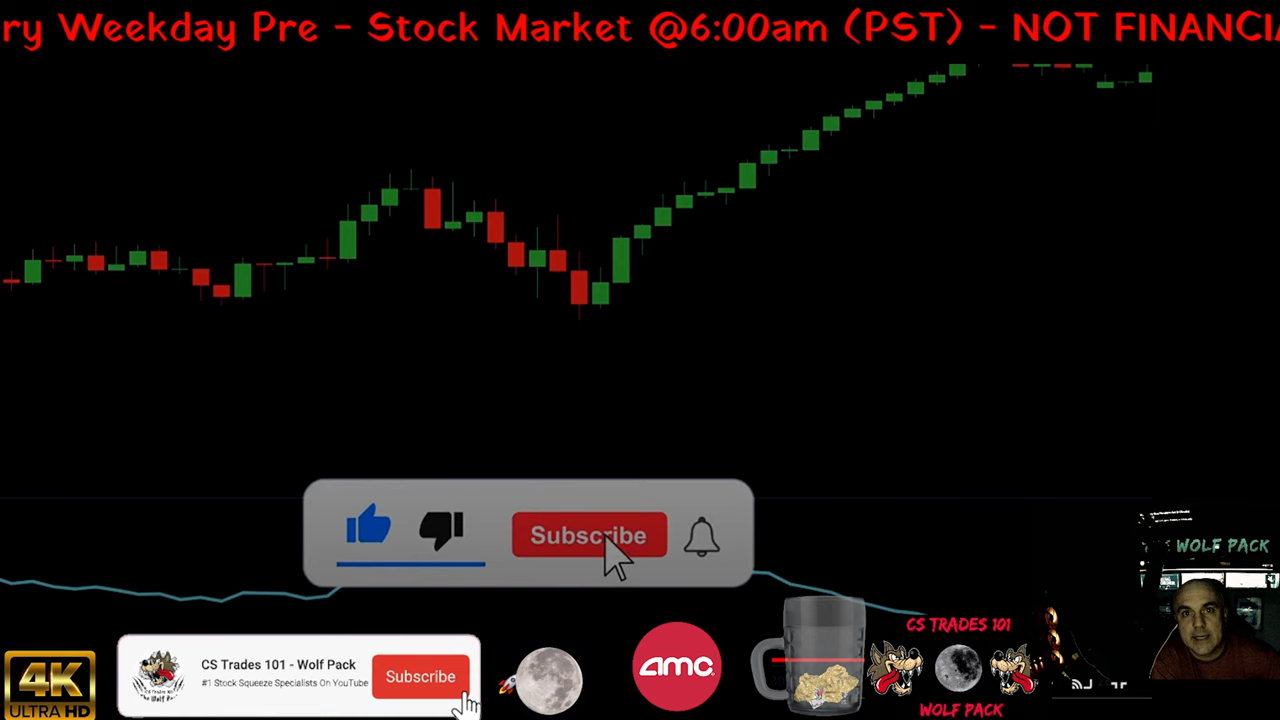 ry Weekday Pre - Stock Market @6:00am (PST) - NOT FINANCIA
Subscribe
WOLF PACK
CS TRADES 101
CS Trades 101 - Wolf Pack
#1 Stock Squeeze Specialists On YouTube
Subscribe
amc
4K
ULTRA HD
WOLF PACK